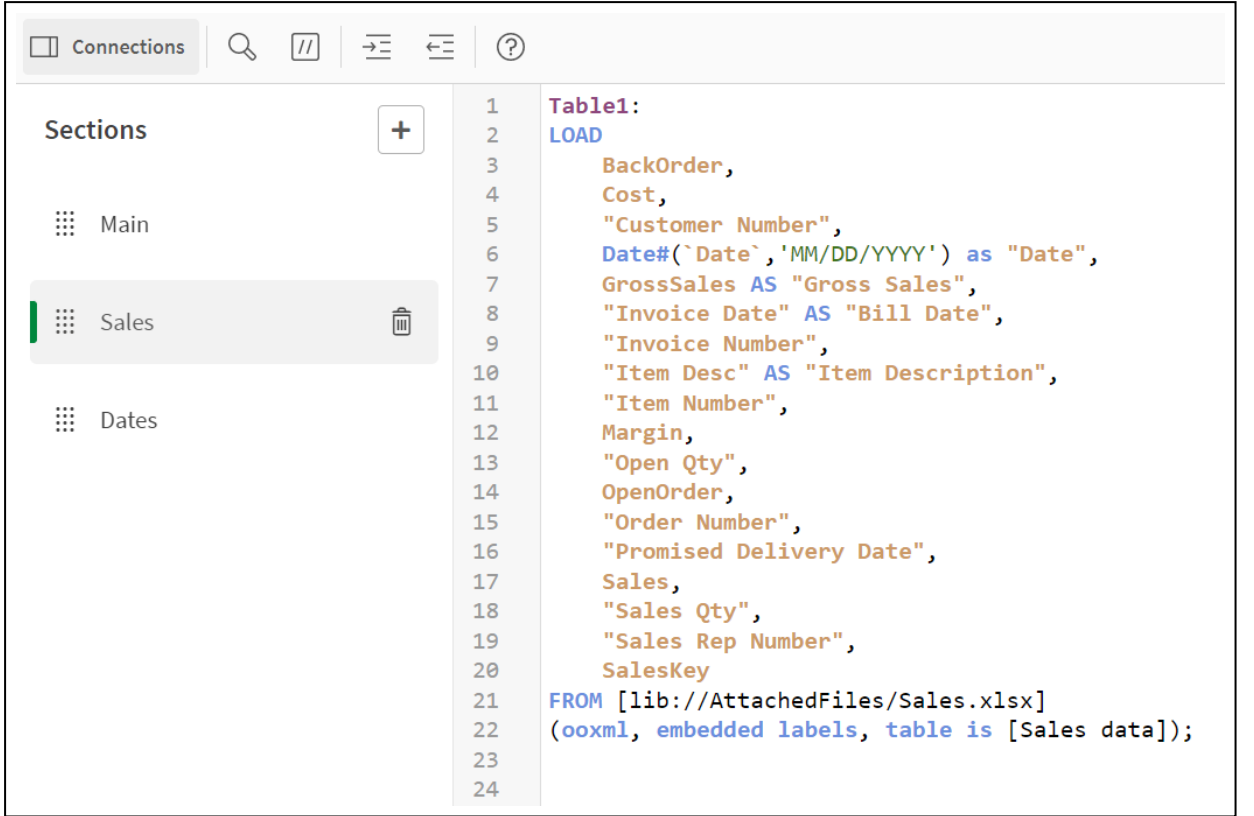 Connections
//
?
Sections
+
Main
Sales
Dates
1 Table1:
2 LOAD
3 BackOrder,
4 Cost,
5 "Customer Number",
6 Date#(`Date`,'MM/DD/YYYY') as "Date",
7 GrossSales AS "Gross Sales",
8 "Invoice Date" AS "Bill Date",
9 "Invoice Number",
10 "Item Desc" AS "Item Description",
11 "Item Number",
12 Margin,
13 "Open Qty",
14 OpenOrder,
15 "Order Number",
16 "Promised Delivery Date",
17 Sales,
18 "Sales Qty",
19 "Sales Rep Number",
20 SalesKey
21 FROM [lib://AttachedFiles/Sales.xlsx]
22 (ooxml, embedded labels, table is [Sales data]);
23
24